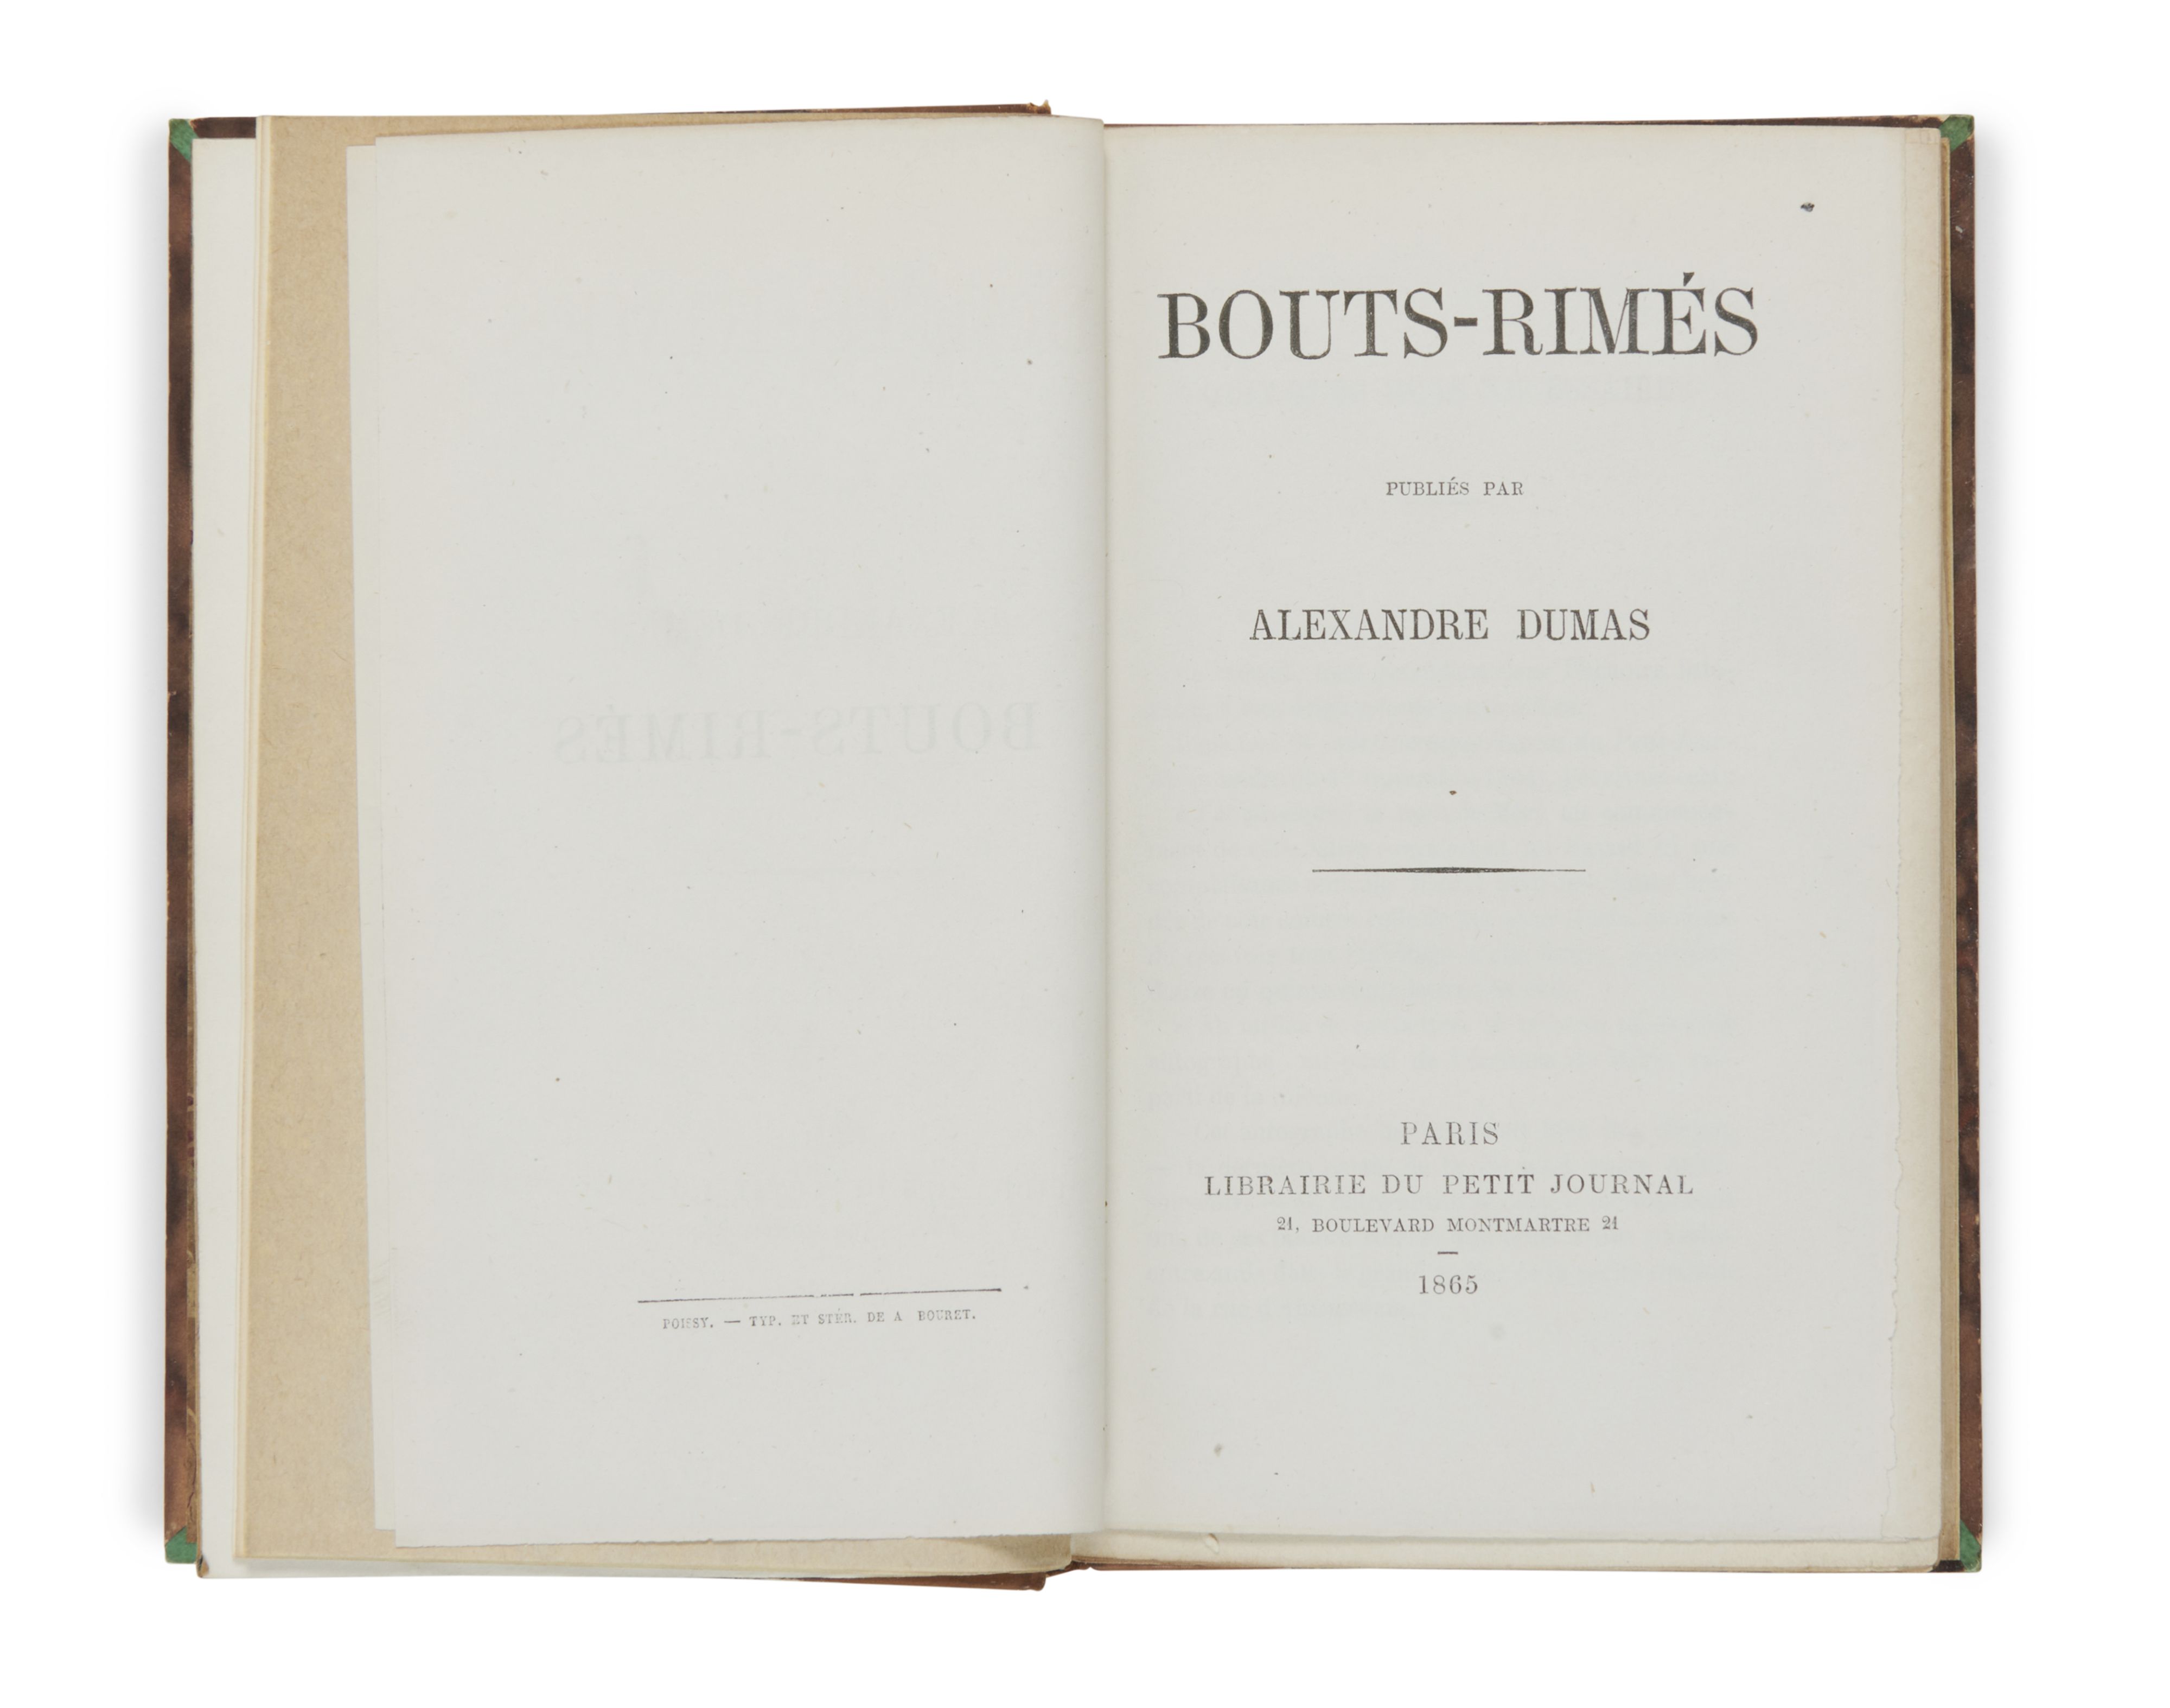 POISSY. — TYP. ET STÉR. DE A BOURET.
BOUTS-RIMÉS
PUBLIÉS PAR
ALEXANDRE DUMAS
PARIS
LIBRAIRIE DU PETIT JOURNAL
21, BOULEVARD MONTMARTRE 21
1865